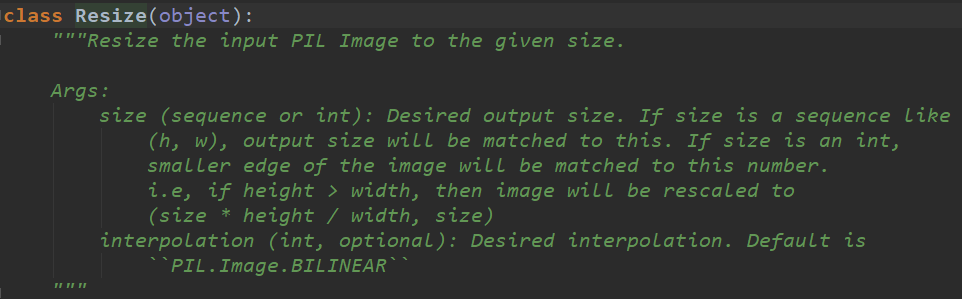 class Resize(object):
"""Resize the input PIL Image to the given size.
Args:
size (sequence or int): Desired output size. If size is a sequence like
(h, w), output size will be matched to this. If size is an int,
smaller edge of the image will be matched to this number.
i.e, if height > width, then image will be rescaled to
(size * height / width, size)
interpolation (int, optional): Desired interpolation. Default is
``PIL.Image.BILINEAR``
"""